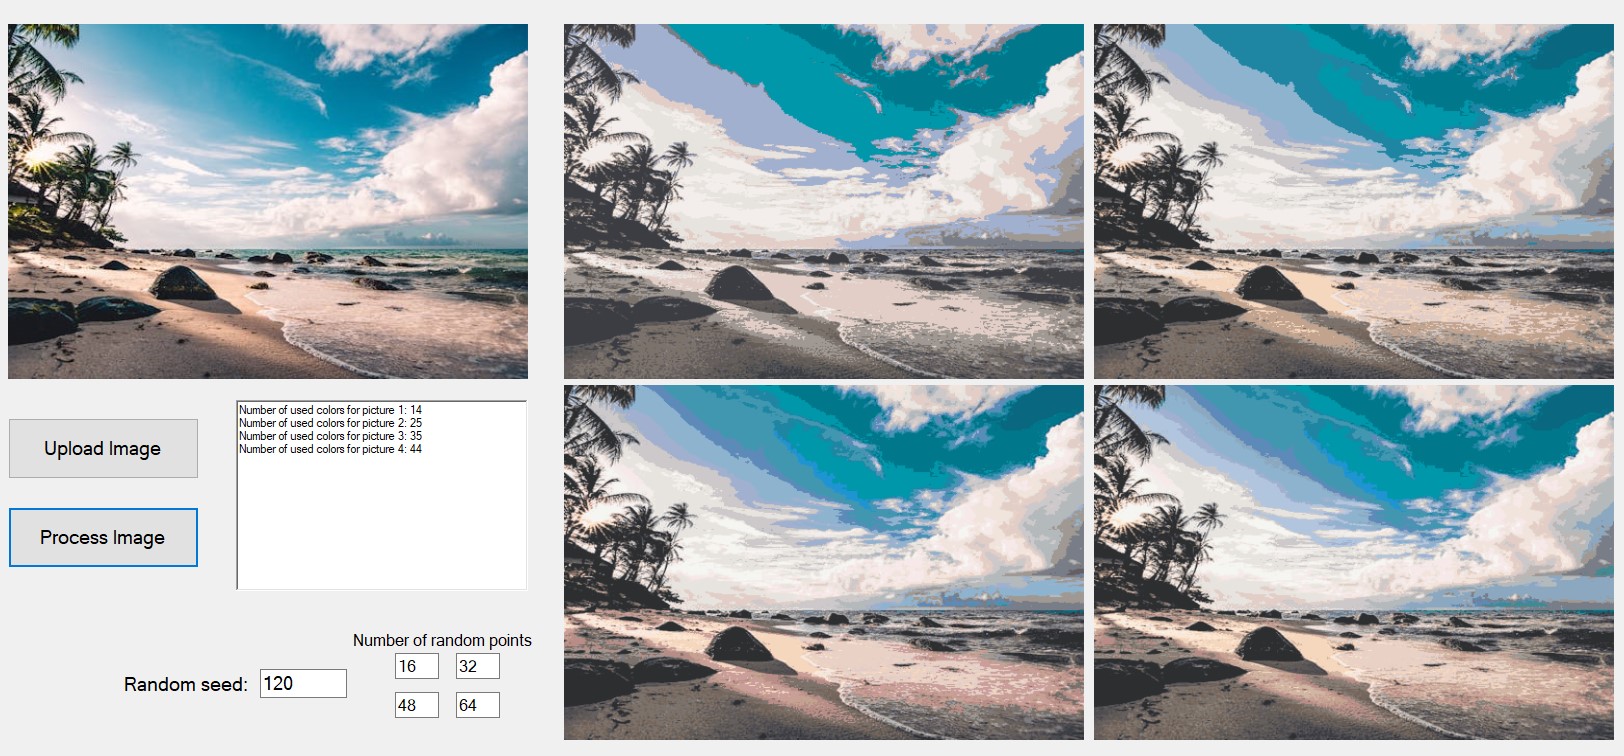 Upload Image
Process Image
Number of used colors for picture 1: 14
Number of used colors for picture 2: 25
Number of used colors for picture 3: 35
Number of used colors for picture 4: 44
Number of random points
16 32
Random seed: 120
48 64